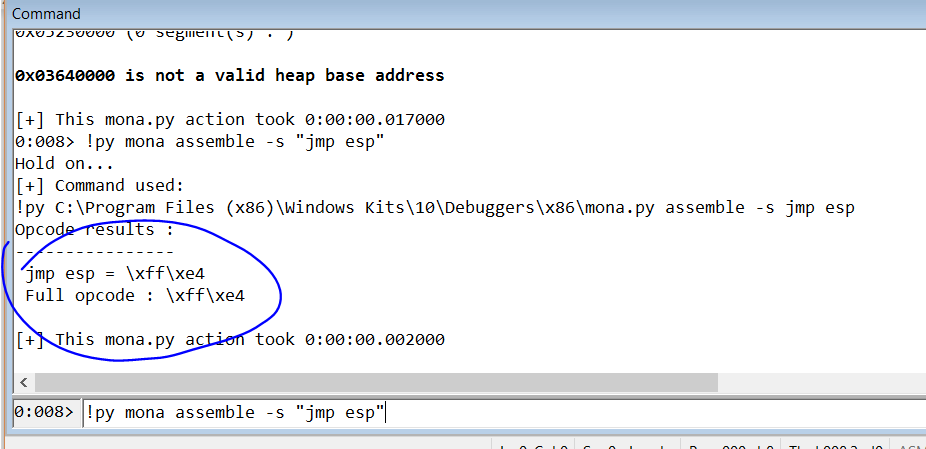 Command
0x05230000 (0 segment(s) : )
0x03640000 is not a valid heap base address
[+] This mona.py action took 0:00:00.017000
0:008> !py mona assemble -s "jmp esp"
Hold on...
[+] Command used:
!py C:\Program Files (x86)\Windows Kits\10\Debuggers\x86\mona.py assemble -s jmp esp
Opcode results :
----------------
jmp esp = \xff\xe4
Full opcode : \xff\xe4
[+] This mona.py action took 0:00:00.002000
0:008> !py mona assemble -s "jmp esp"